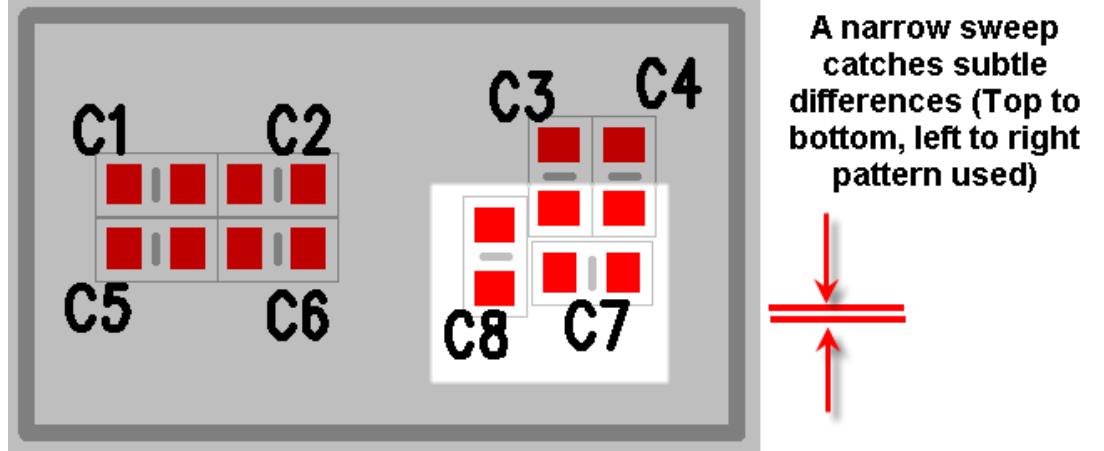 A narrow sweep
catches subtle
differences (Top to
bottom, left to right
pattern used)
C1
C2
C3
C4
C5
C6
C8
C7